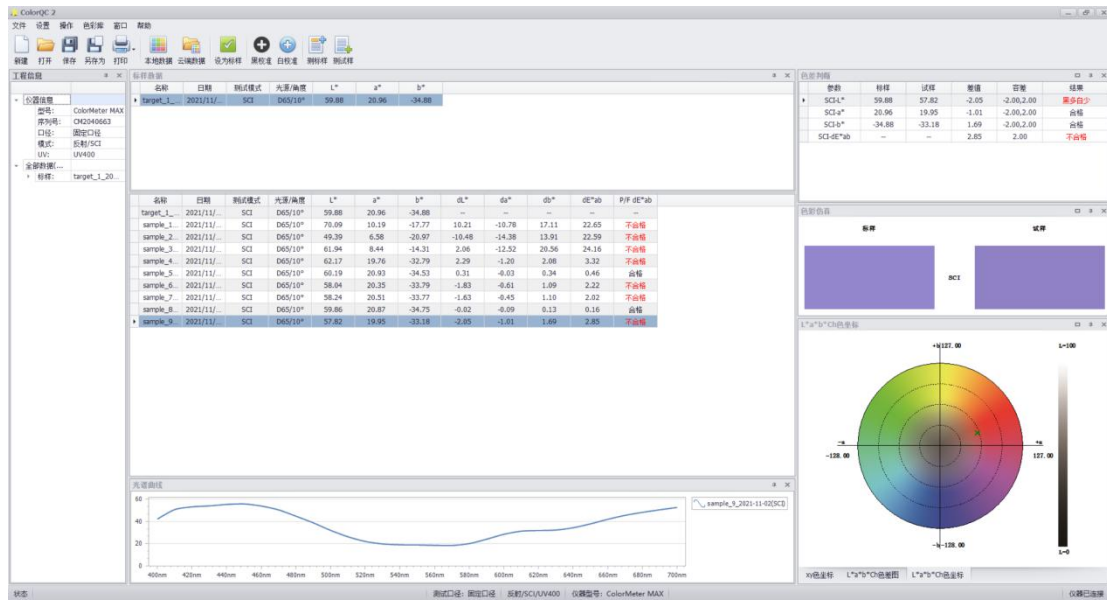 ColorQC 2
文件 设置 操作 色彩库 窗口 帮助
新建 打开 保存 另存为 打印 本地数据 云端数据 设为标样 黑校准 白校准 测标样 测试样
工程信息
仪器信息
型号: ColorMeter MAX
序列号: CM2040663
口径: 固定口径
模式: 反射/SCI
UV: UV400
全部数据(...
标样: target_1_20...
标样数据
名称 日期 测试模式 光源/角度 L* a* b*
target_1_... 2021/11/... SCI D65/10° 59.88 20.96 -34.88
名称 日期 测试模式 光源/角度 L* a* b* dL* da* db* dE*ab P/F dE*ab
target_1_... 2021/11/... SCI D65/10° 59.88 20.96 -34.88 -- -- -- -- --
sample_1... 2021/11/... SCI D65/10° 70.09 10.19 -17.77 10.21 -10.78 17.11 22.65 不合格
sample_2... 2021/11/... SCI D65/10° 49.39 6.58 -20.97 -10.48 -14.38 13.91 22.59 不合格
sample_3... 2021/11/... SCI D65/10° 61.94 8.44 -14.31 2.06 -12.52 20.56 24.16 不合格
sample_4... 2021/11/... SCI D65/10° 62.17 19.76 -32.79 2.29 -1.20 2.08 3.32 不合格
sample_5... 2021/11/... SCI D65/10° 60.19 20.93 -34.53 0.31 -0.03 0.34 0.46 合格
sample_6... 2021/11/... SCI D65/10° 58.04 20.35 -33.79 -1.83 -0.61 1.09 2.22 不合格
sample_7... 2021/11/... SCI D65/10° 58.24 20.51 -33.77 -1.63 -0.45 1.10 2.02 不合格
sample_8... 2021/11/... SCI D65/10° 59.86 20.87 -34.75 -0.02 -0.09 0.13 0.16 合格
sample_9... 2021/11/... SCI D65/10° 57.82 19.95 -33.18 -2.05 -1.01 1.69 2.85 不合格
光谱曲线
60
40
20
0
400nm 420nm 440nm 460nm 480nm 500nm 520nm 540nm 560nm 580nm 600nm 620nm 640nm 660nm 680nm 700nm
sample_9_2021-11-02(SCI)
色差列表
参数 标样 试样 差值 容差 结果
SCI-L* 59.88 57.82 -2.05 -2.00,2.00 黑多白少
SCI-a* 20.96 19.95 -1.01 -2.00,2.00 合格
SCI-b* -34.88 -33.18 1.69 -2.00,2.00 合格
SCI-dE*ab -- -- 2.85 2.00 不合格
色彩仿真
标样 试样
SCI
L*a*b*Ch色坐标
+b127.00 L=100
-a +a
-128.00 127.00
-b-128.00 L=0
xy色坐标 L*a*b*Ch色差图 L*a*b*Ch色坐标
状态 测试口径: 固定口径 反射/SCI/UV400 仪器型号: ColorMeter MAX 仪器已连接